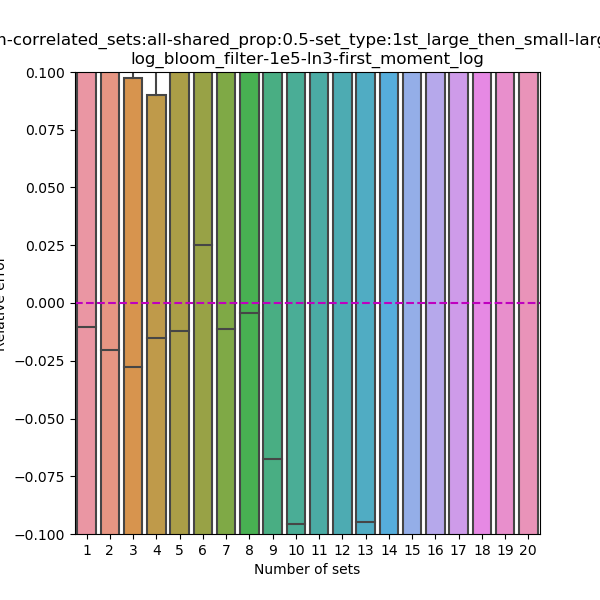 n-correlated_sets:all-shared_prop:0.5-set_type:1st_large_then_small-larg
log_bloom_filter-1e5-ln3-first_moment_log
0.100
0.075
0.050
0.025
0.000
−0.025
−0.050
−0.075
−0.100
Relative error
1 2 3 4 5 6 7 8 9 10 11 12 13 14 15 16 17 18 19 20
Number of sets